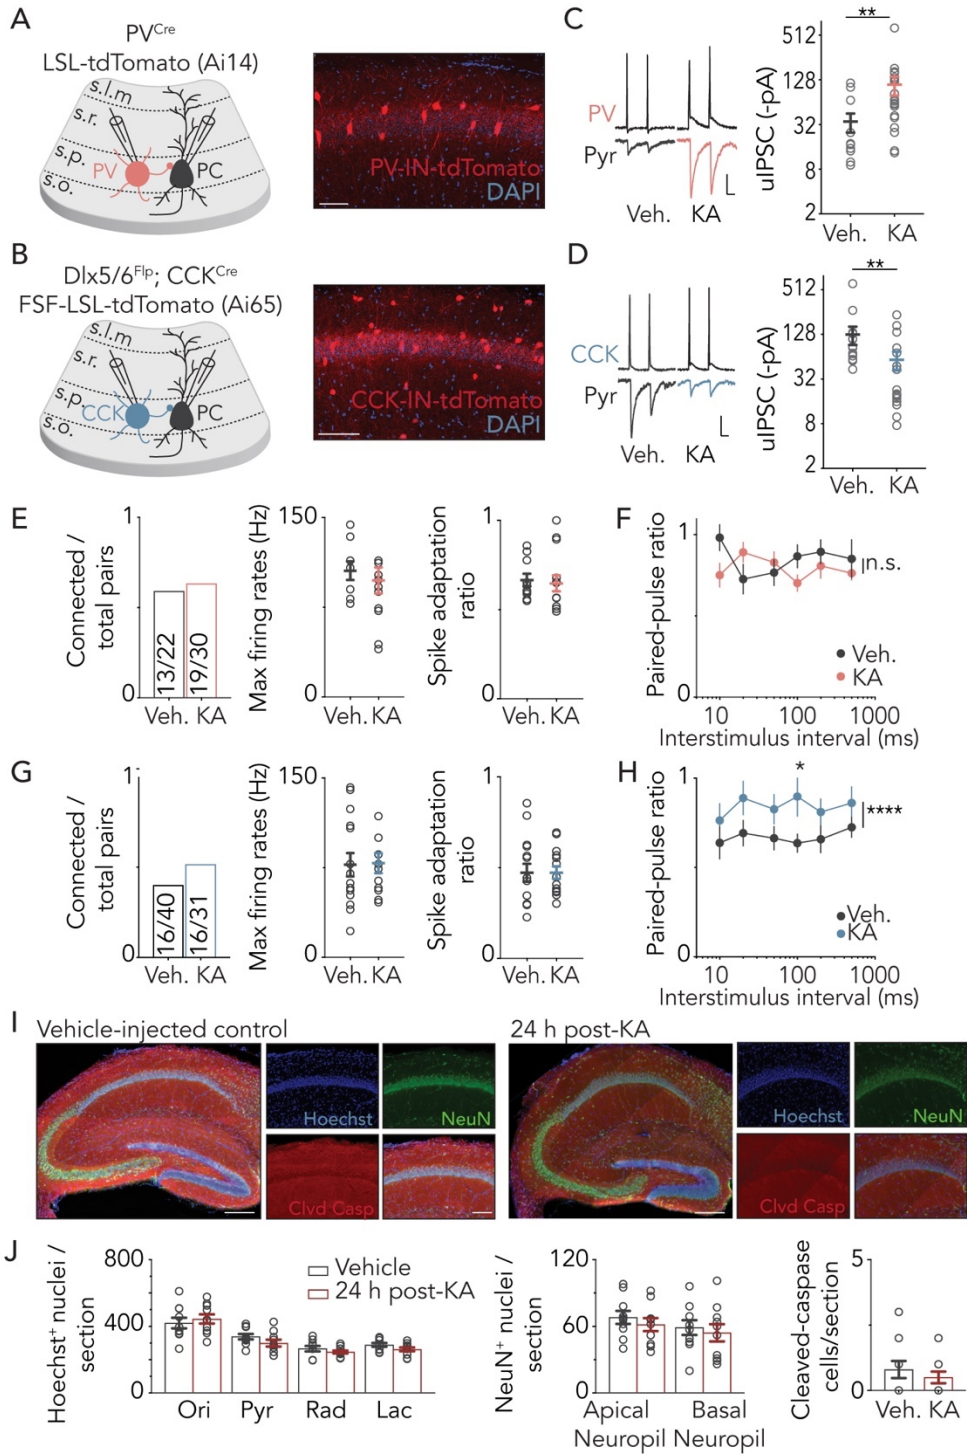 A
PV^Cre
LSL-tdTomato (Ai14)
s.l.m
s.r.
s.p.
s.o.
PV
PC
PV-IN-tdTomato
DAPI
C
PV
Pyr
Veh. KA
**
uIPSC (-pA)
512
128
32
8
2
Veh. KA
B
Dlx5/6^Flp; CCK^Cre
FSF-LSL-tdTomato (Ai65)
s.l.m
s.r.
s.p.
s.o.
CCK
PC
CCK-IN-tdTomato
DAPI
D
CCK
Pyr
Veh. KA
**
uIPSC (-pA)
512
128
32
8
2
Veh. KA
E
Connected /
total pairs
1
0
13/22
19/30
Veh. KA
Max firing rates (Hz)
150
0
Veh. KA
Spike adaptation
ratio
1
0
Veh. KA
F
Paired-pulse ratio
1
0
n.s.
Veh.
KA
10 100 1000
Interstimulus interval (ms)
G
Connected /
total pairs
1
0
16/40
16/31
Veh. KA
Max firing rates (Hz)
150
0
Veh. KA
Spike adaptation
ratio
1
0
Veh. KA
H
Paired-pulse ratio
1
0
*
****
Veh.
KA
10 100 1000
Interstimulus interval (ms)
I
Vehicle-injected control
Hoechst
NeuN
Clvd Casp
24 h post-KA
Hoechst
NeuN
Clvd Casp
J
Hoechst⁺ nuclei /
section
800
400
0
Vehicle
24 h post-KA
Ori Pyr Rad Lac
NeuN⁺ nuclei /
section
120
60
0
Apical Basal
Neuropil Neuropil
Cleaved-caspase
cells/section
5
0
Veh. KA